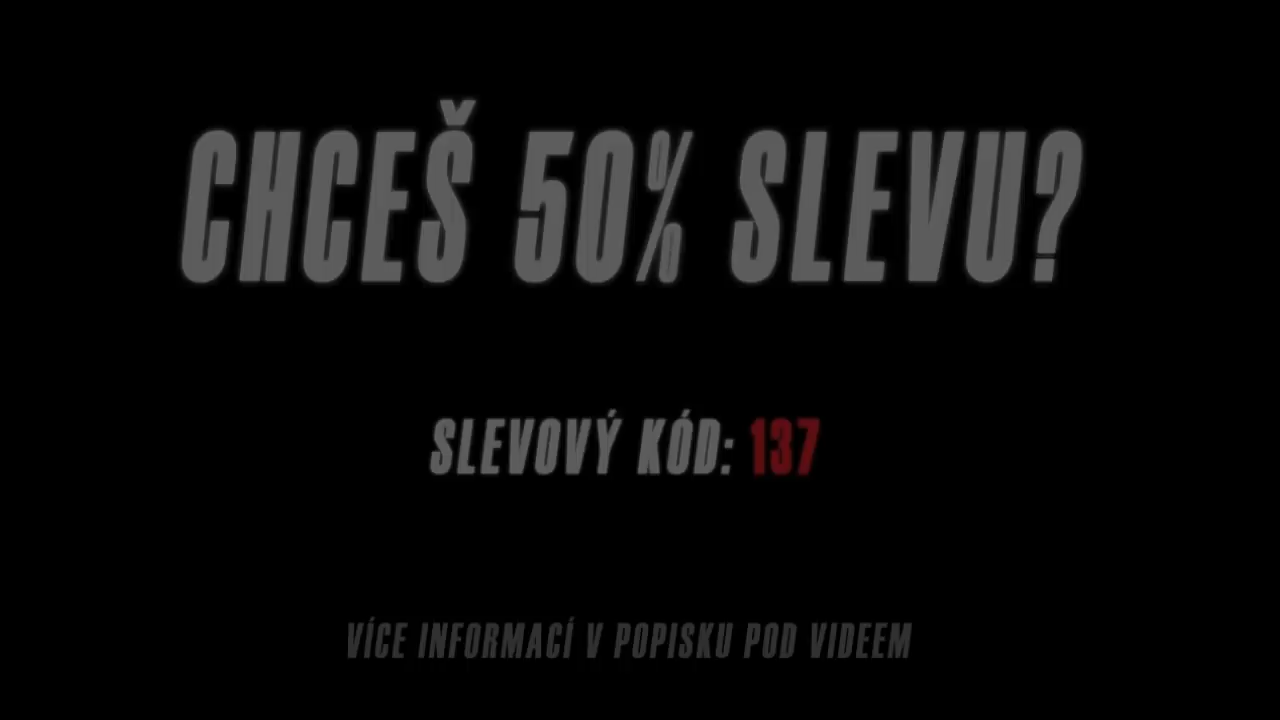 CHCEŠ 50% SLEVU?
SLEVOVÝ KÓD: 137
VÍCE INFORMACÍ V POPISKU POD VIDEEM